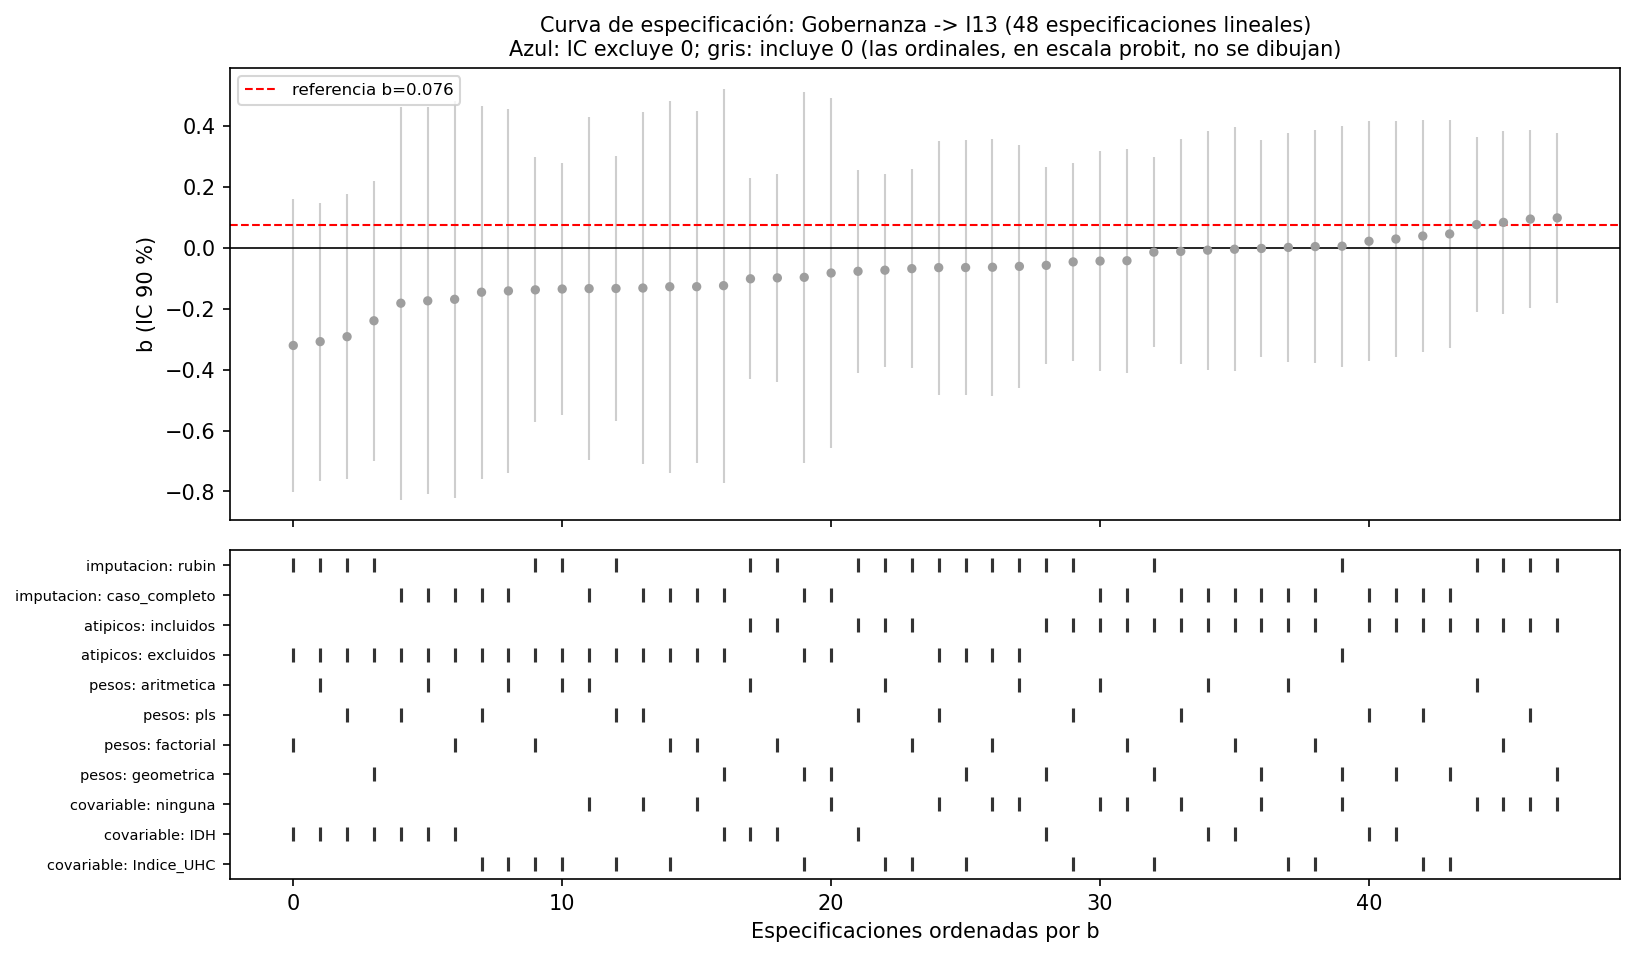 Curva de especificación: Gobernanza -> I13 (48 especificaciones lineales)
Azul: IC excluye 0; gris: incluye 0 (las ordinales, en escala probit, no se dibujan)
referencia b=0.076
b (IC 90 %)
0.4
0.2
0.0
−0.2
−0.4
−0.6
−0.8
imputacion: rubin
imputacion: caso_completo
atipicos: incluidos
atipicos: excluidos
pesos: aritmetica
pesos: pls
pesos: factorial
pesos: geometrica
covariable: ninguna
covariable: IDH
covariable: Indice_UHC
0 10 20 30 40
Especificaciones ordenadas por b